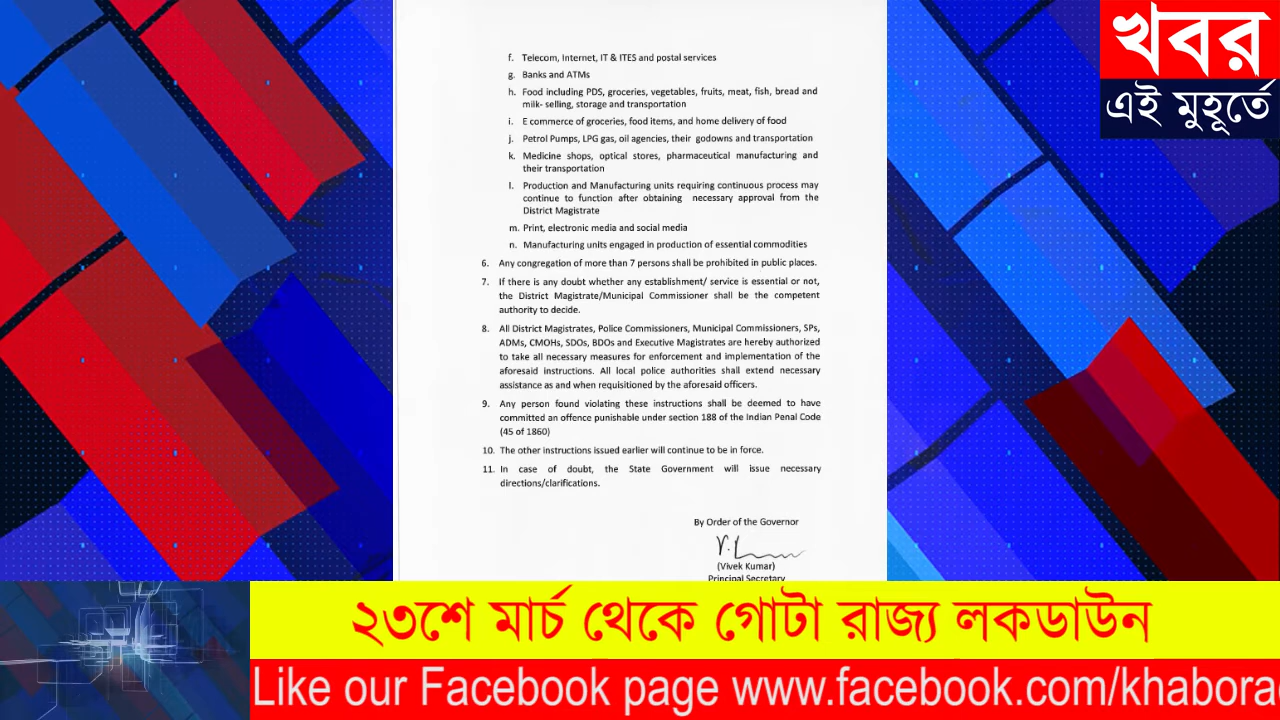 খবর
এই মুহূর্তে
f. Telecom, Internet, IT & ITES and postal services
g. Banks and ATMs
h. Food including PDS, groceries, vegetables, fruits, meat, fish, bread and
milk- selling, storage and transportation
i. E commerce of groceries, food items, and home delivery of food
j. Petrol Pumps, LPG gas, oil agencies, their godowns and transportation
k. Medicine shops, optical stores, pharmaceutical manufacturing and
their transportation
l. Production and Manufacturing units requiring continuous process may
continue to function after obtaining necessary approval from the
District Magistrate
m. Print, electronic media and social media
n. Manufacturing units engaged in production of essential commodities
6. Any congregation of more than 7 persons shall be prohibited in public places.
7. If there is any doubt whether any establishment/ service is essential or not,
the District Magistrate/Municipal Commissioner shall be the competent
authority to decide.
8. All District Magistrates, Police Commissioners, Municipal Commissioners, SPs,
ADMs, CMOHs, SDOs, BDOs and Executive Magistrates are hereby authorized
to take all necessary measures for enforcement and implementation of the
aforesaid instructions. All local police authorities shall extend necessary
assistance as and when requisitioned by the aforesaid officers.
9. Any person found violating these instructions shall be deemed to have
committed an offence punishable under section 188 of the Indian Penal Code
(45 of 1860)
10. The other instructions issued earlier will continue to be in force.
11. In case of doubt, the State Government will issue necessary
directions/clarifications.
By Order of the Governor
(Vivek Kumar)
Principal Secretary
২৩শে মার্চ থেকে গোটা রাজ্য লকডাউন
Like our Facebook page www.facebook.com/khabora